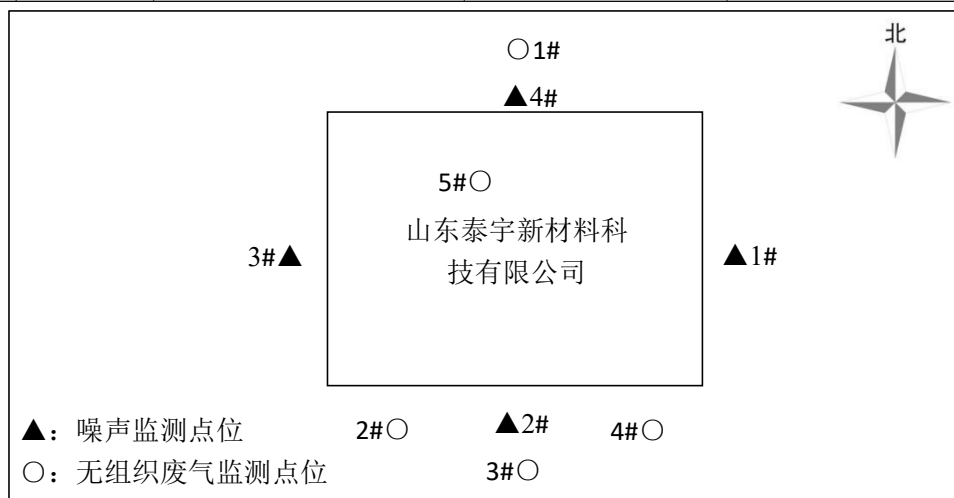 北
○1#
▲4#
5#○
山东泰宇新材料科
技有限公司
3#▲
▲1#
▲：噪声监测点位
2#○
▲2#
4#○
○：无组织废气监测点位
3#○